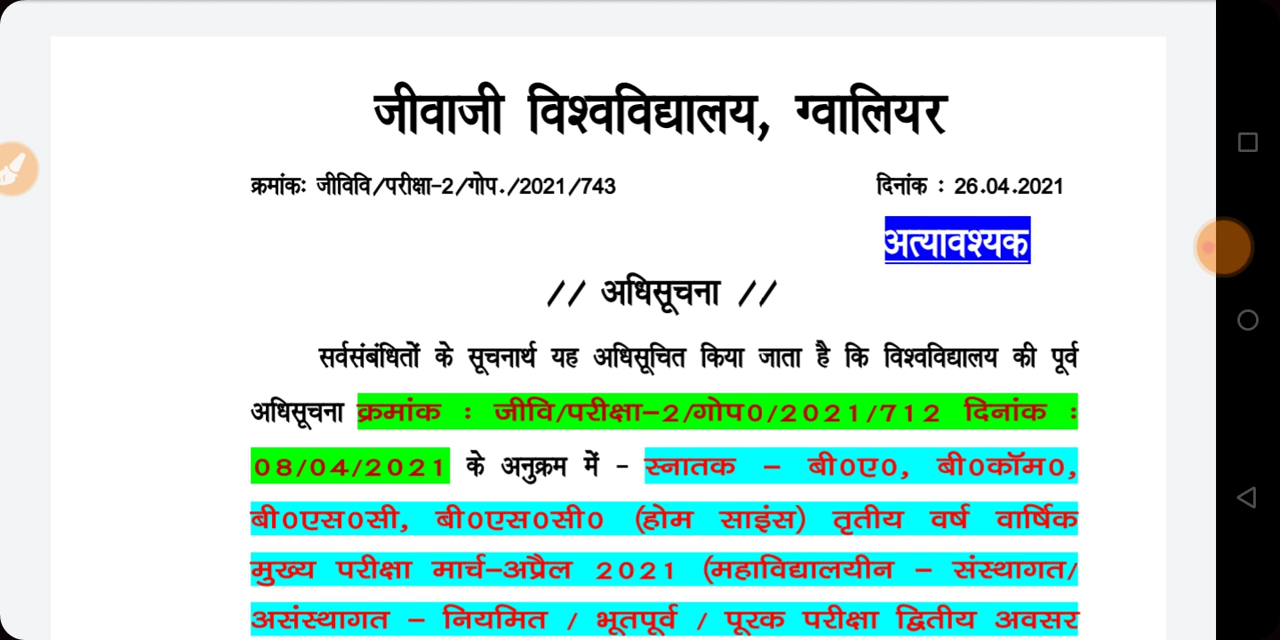 जीवाजी विश्वविद्यालय, ग्वालियर
क्रमांकः जीविवि/परीक्षा-2/गोप./2021/743 दिनांक : 26.04.2021
अत्यावश्यक
// अधिसूचना //
सर्वसंबंधितों के सूचनार्थ यह अधिसूचित किया जाता है कि विश्वविद्यालय की पूर्व
अधिसूचना क्रमांक : जीवि/परीक्षा-2/गोप0/2021/712 दिनांक :
08/04/2021 के अनुक्रम में - स्नातक - बी0ए0, बी0कॉम0,
बी0एस0सी, बी0एस0सी0 (होम साइंस) तृतीय वर्ष वार्षिक
मुख्य परीक्षा मार्च-अप्रैल 2021 (महाविद्यालयीन - संस्थागत/
असंस्थागत - नियमित / भूतपूर्व / पूरक परीक्षा द्वितीय अवसर